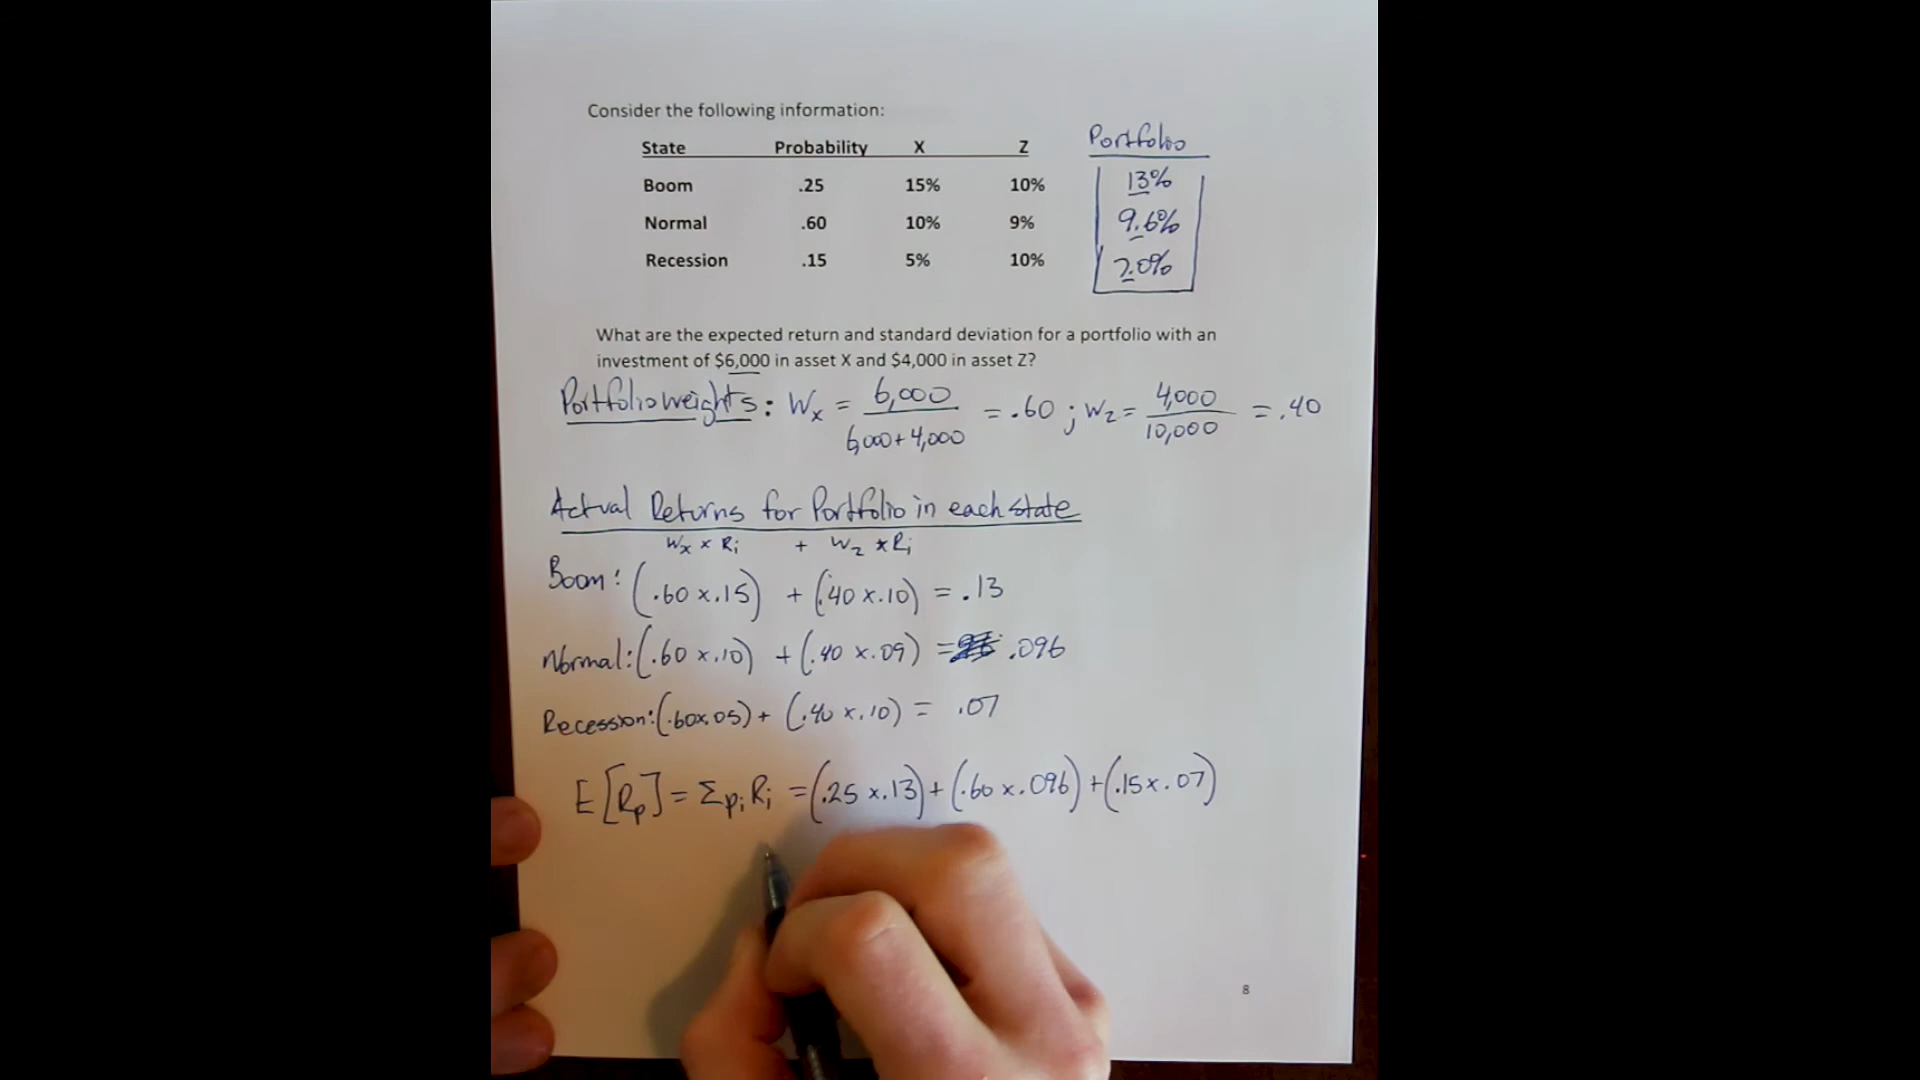 Consider the following information:
State Probability X Z Portfolio
Boom .25 15% 10% 13%
Normal .60 10% 9% 9.6%
Recession .15 5% 10% 7.0%
What are the expected return and standard deviation for a portfolio with an
investment of $6,000 in asset X and $4,000 in asset Z?
Portfolio weights: Wx = 6,000 / 6,000+4,000 = .60 ; Wz = 4,000 / 10,000 = .40
Actual Returns for Portfolio in each state
Wx × Ri + Wz × Ri
Boom: (.60 x .15) + (.40 x .10) = .13
Normal: (.60 x .10) + (.40 x .09) = .096
Recession: (.60x.05) + (.40 x .10) = .07
E[Rp] = Σpi Ri = (.25 x .13) + (.60 x .096) + (.15 x .07)
8